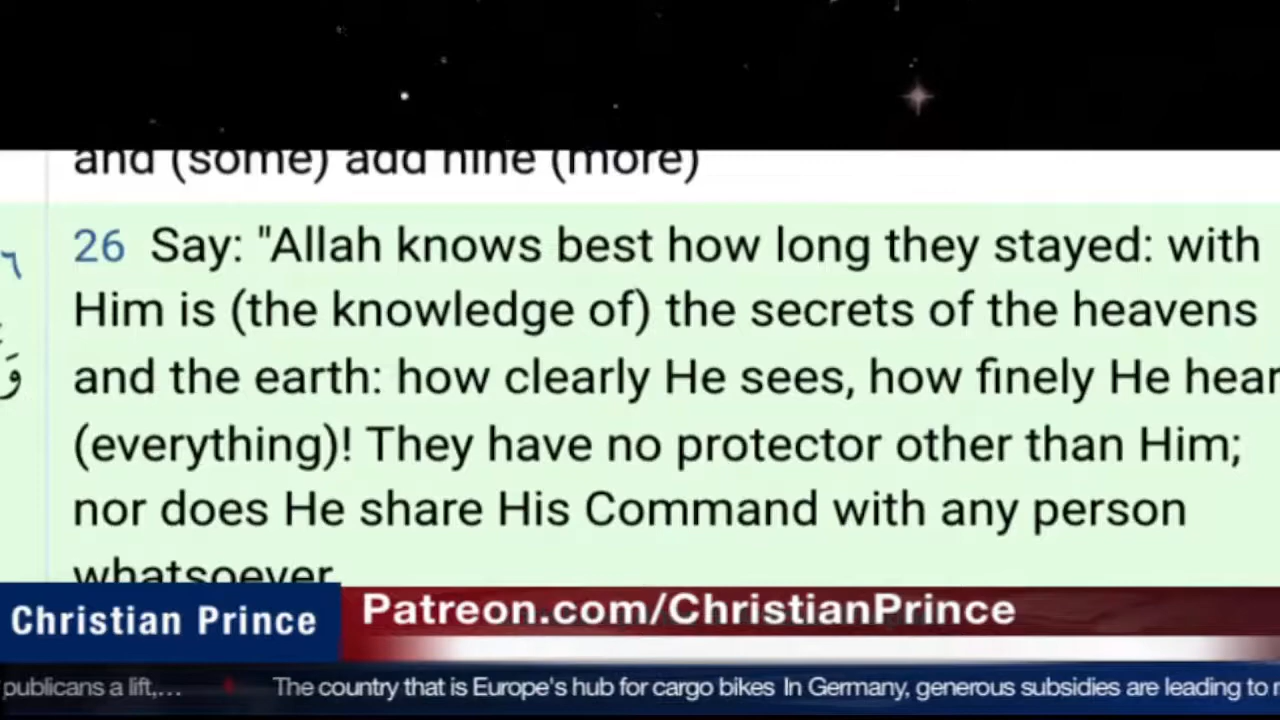 and (some) add nine (more)
26 Say: "Allah knows best how long they stayed: with
Him is (the knowledge of) the secrets of the heavens
and the earth: how clearly He sees, how finely He hear
(everything)! They have no protector other than Him;
nor does He share His Command with any person
whatsoever
Christian Prince
Patreon.com/ChristianPrince
publicans a lift,... The country that is Europe's hub for cargo bikes In Germany, generous subsidies are leading to